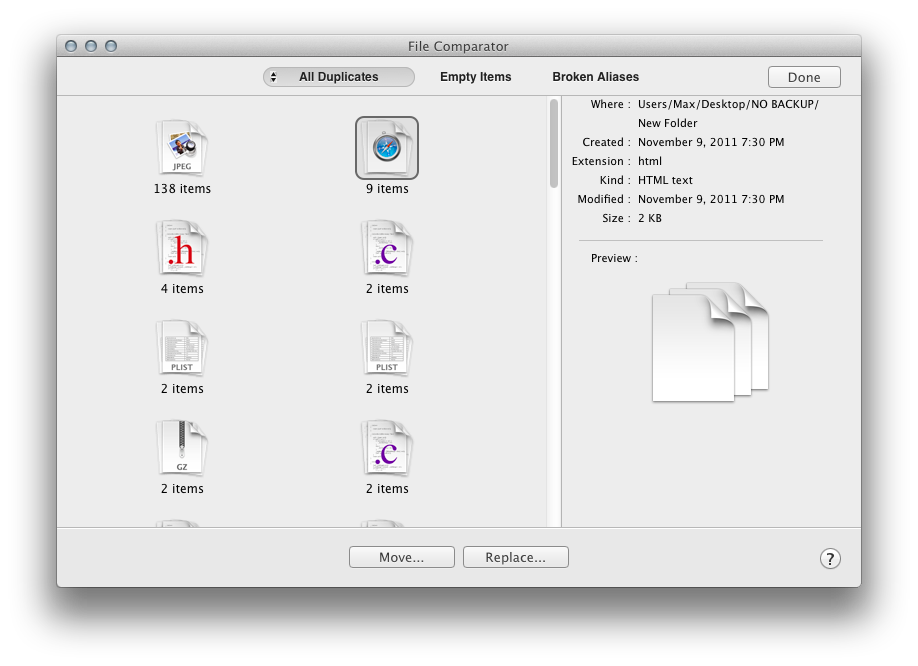 File Comparator
All Duplicates Empty Items Broken Aliases Done
JPEG
138 items 9 items
.h .c
4 items 2 items
PLIST PLIST
2 items 2 items
GZ .c
2 items 2 items
Where : Users/Max/Desktop/NO BACKUP/
New Folder
Created : November 9, 2011 7:30 PM
Extension : html
Kind : HTML text
Modified : November 9, 2011 7:30 PM
Size : 2 KB
Preview :
Move... Replace... ?